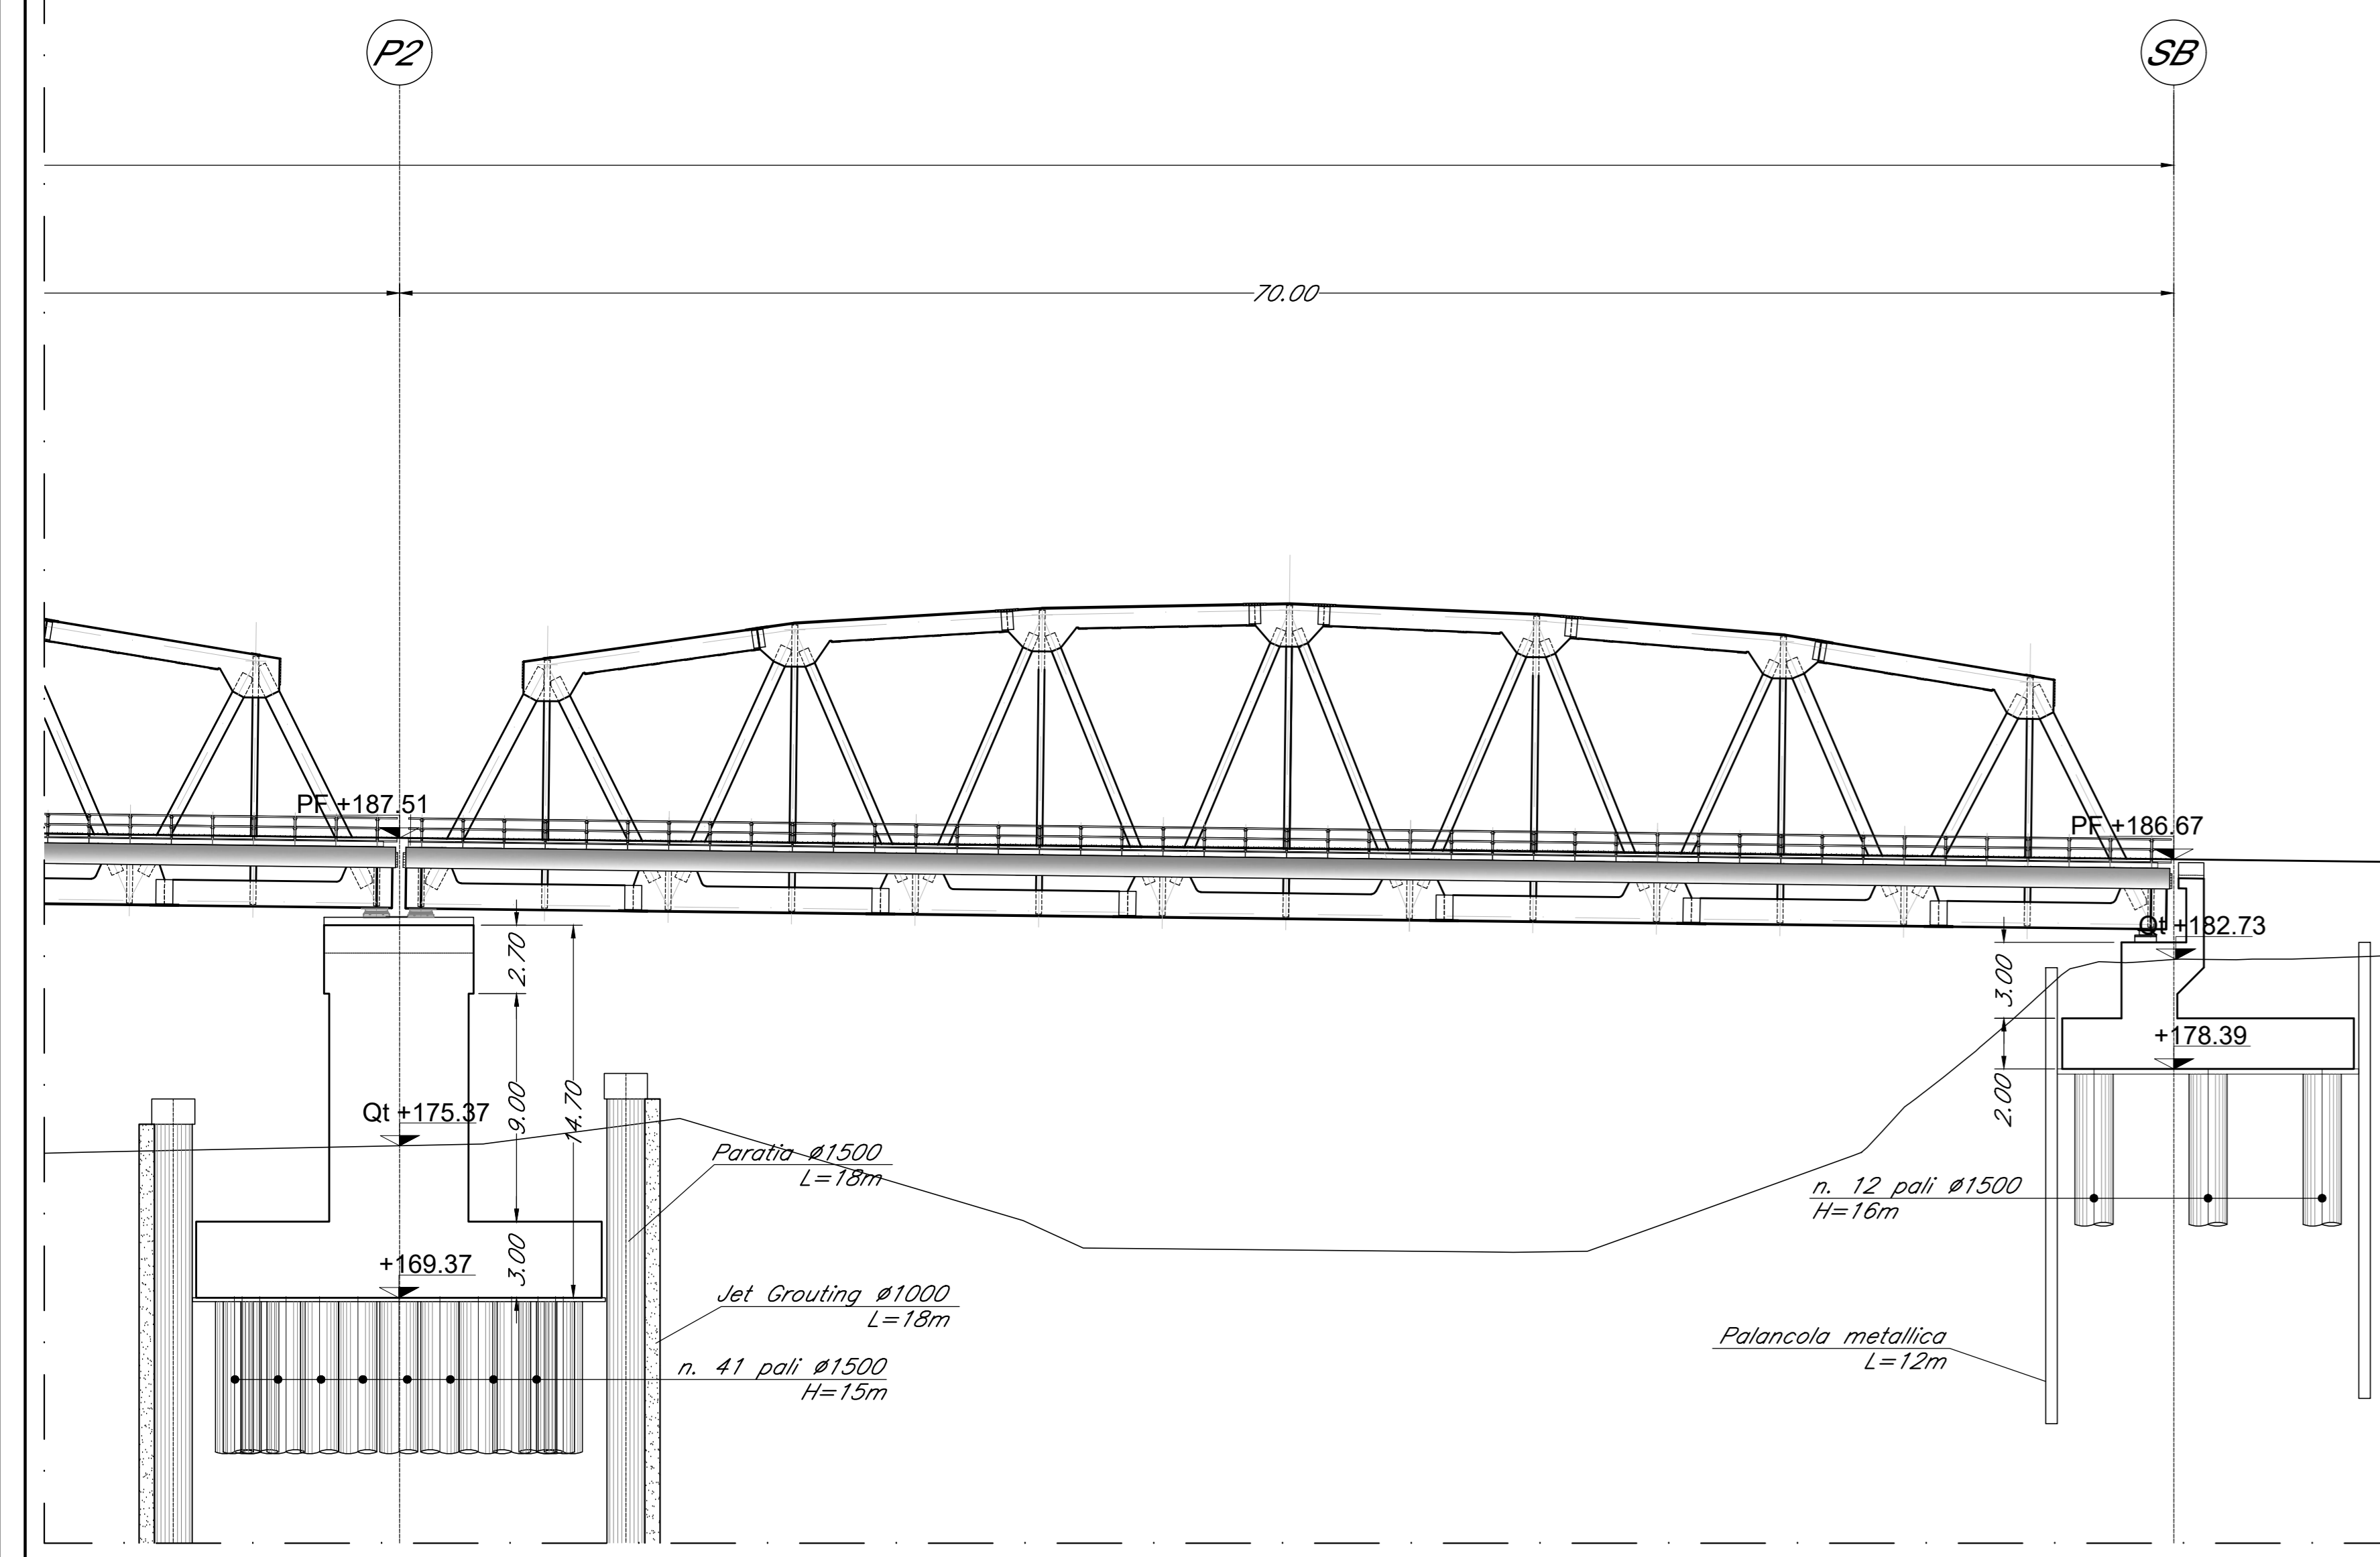 P2
SB
70.00
PF +187.51
PF +186.67
2.70
Qt +182.73
3.00
+178.39
9.00
14.70
2.00
Qt +175.37
Paratia ø1500
L=18m
n. 12 pali ø1500
H=16m
3.00
+169.37
Jet Grouting ø1000
L=18m
Palancola metallica
L=12m
n. 41 pali ø1500
H=15m